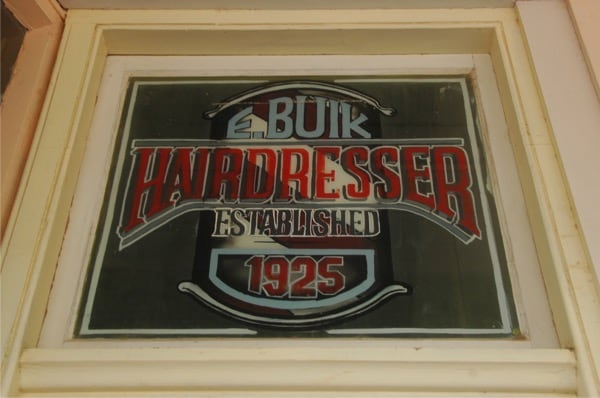 E. BUIK
HAIRDRESSER
ESTABLISHED
1925